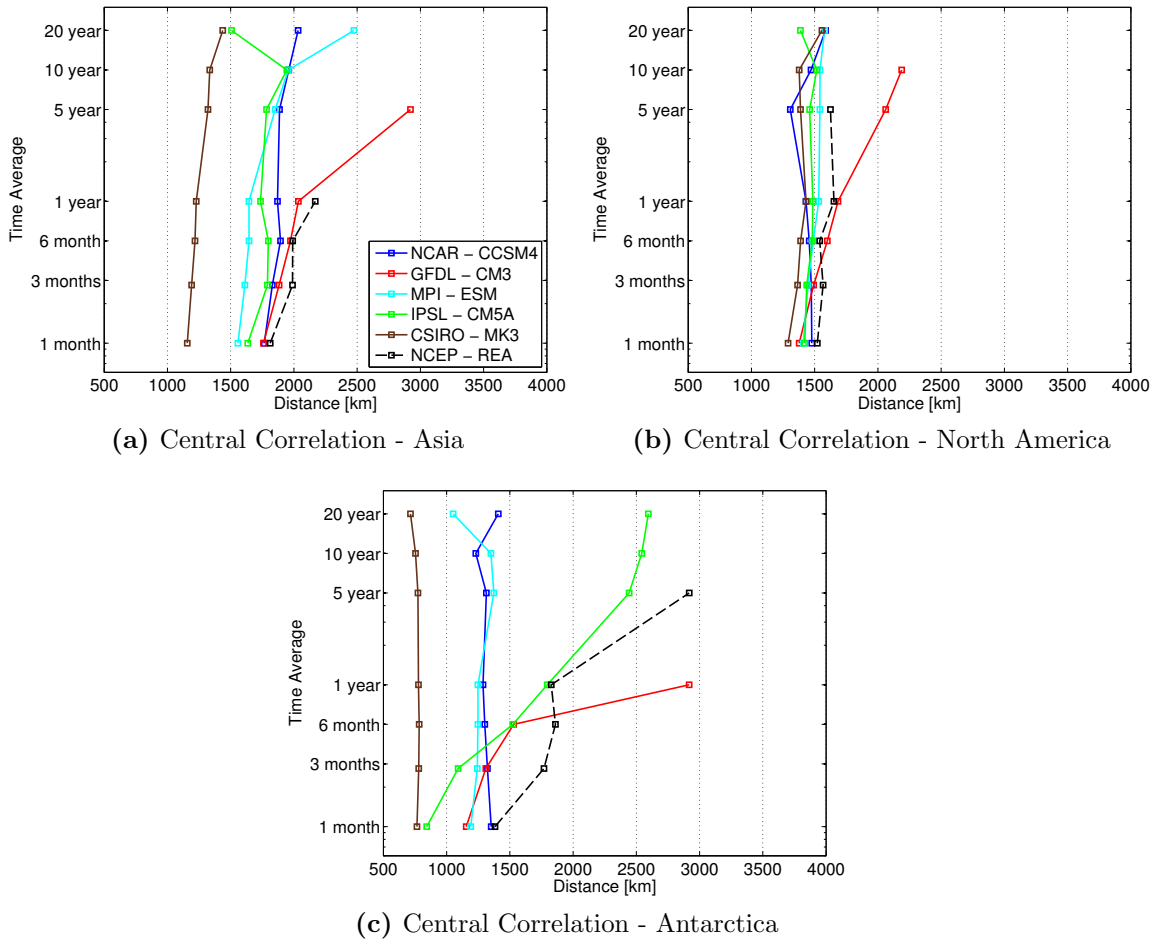 20 year
10 year
5 year
1 year
6 month
3 months
1 month
Time Average
500 1000 1500 2000 2500 3000 3500 4000
Distance [km]
NCAR − CCSM4
GFDL − CM3
MPI − ESM
IPSL − CM5A
CSIRO − MK3
NCEP − REA
(a) Central Correlation - Asia
20 year
10 year
5 year
1 year
6 month
3 months
1 month
Time Average
500 1000 1500 2000 2500 3000 3500 4000
Distance [km]
(b) Central Correlation - North America
20 year
10 year
5 year
1 year
6 month
3 months
1 month
Time Average
500 1000 1500 2000 2500 3000 3500 4000
Distance [km]
(c) Central Correlation - Antarctica